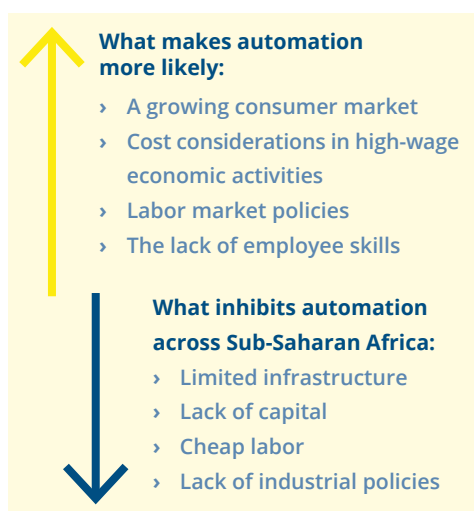 What makes automation
more likely:
› A growing consumer market
› Cost considerations in high-wage
economic activities
› Labor market policies
› The lack of employee skills
What inhibits automation
across Sub-Saharan Africa:
› Limited infrastructure
› Lack of capital
› Cheap labor
› Lack of industrial policies